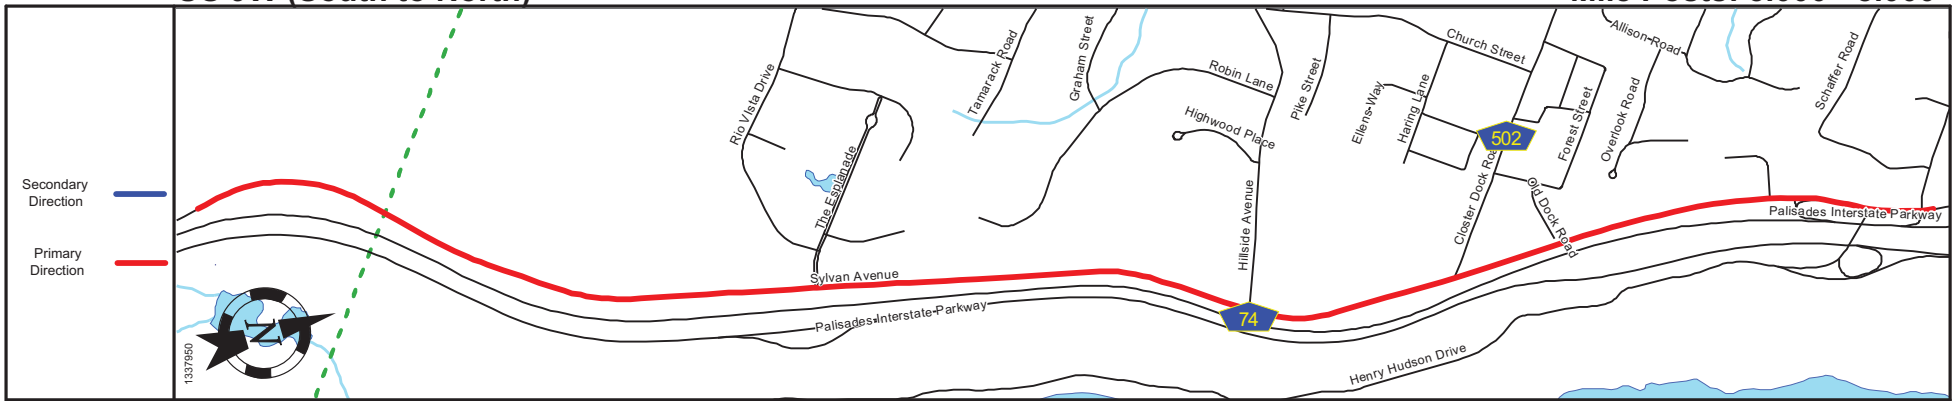 Secondary
Direction
Primary
Direction
1337950
N
Rio Vista Drive
The Esplanade
Tamarack Road
Graham Street
Robin Lane
Highwood Place
Pike Street
Ellens Way
Haring Lane
Church Street
Closter Dock Road
502
Forest Street
Old Dock Road
Overlook Road
Allison Road
Schaffer Road
Hillside Avenue
Sylvan Avenue
Palisades Interstate Parkway
74
Henry Hudson Drive
Palisades Interstate Parkway